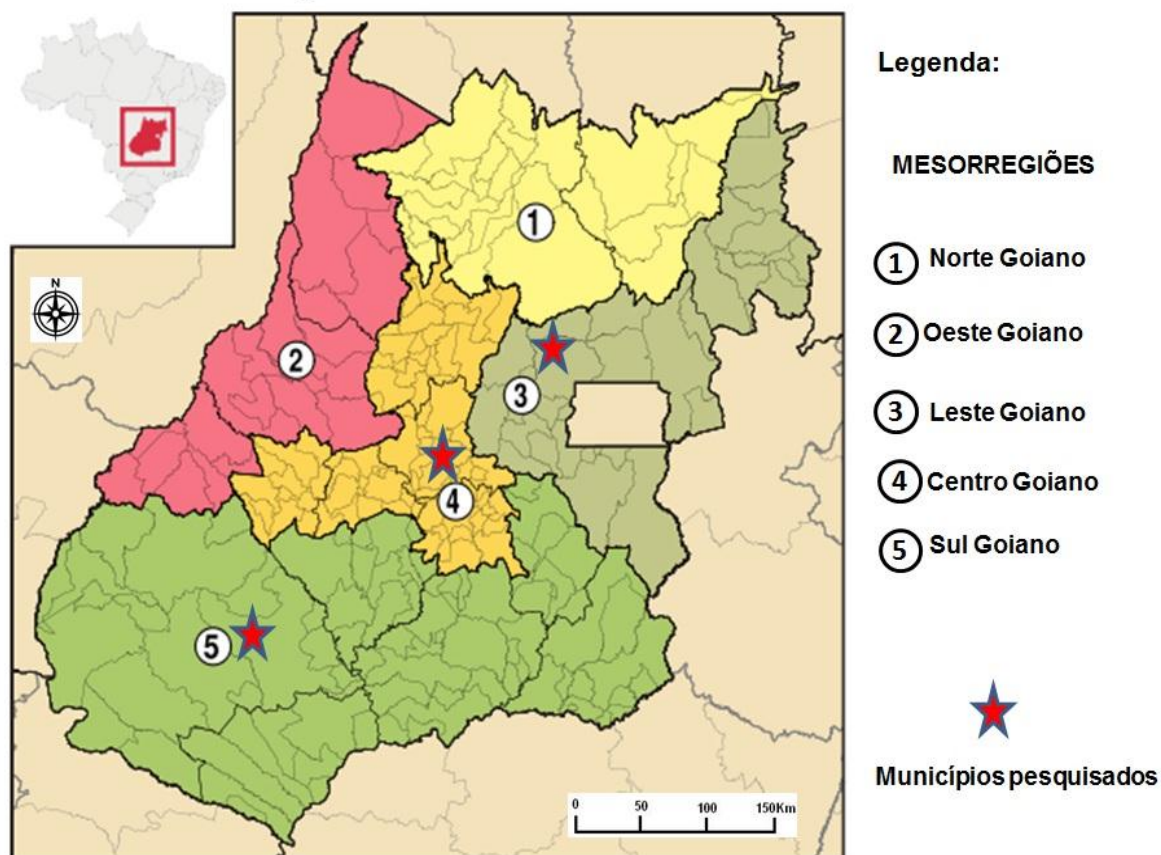 Legenda:
MESORREGIÕES
1 Norte Goiano
2 Oeste Goiano
3 Leste Goiano
4 Centro Goiano
5 Sul Goiano
Municípios pesquisados
N
1
2
3
4
5
0 50 100 150Km